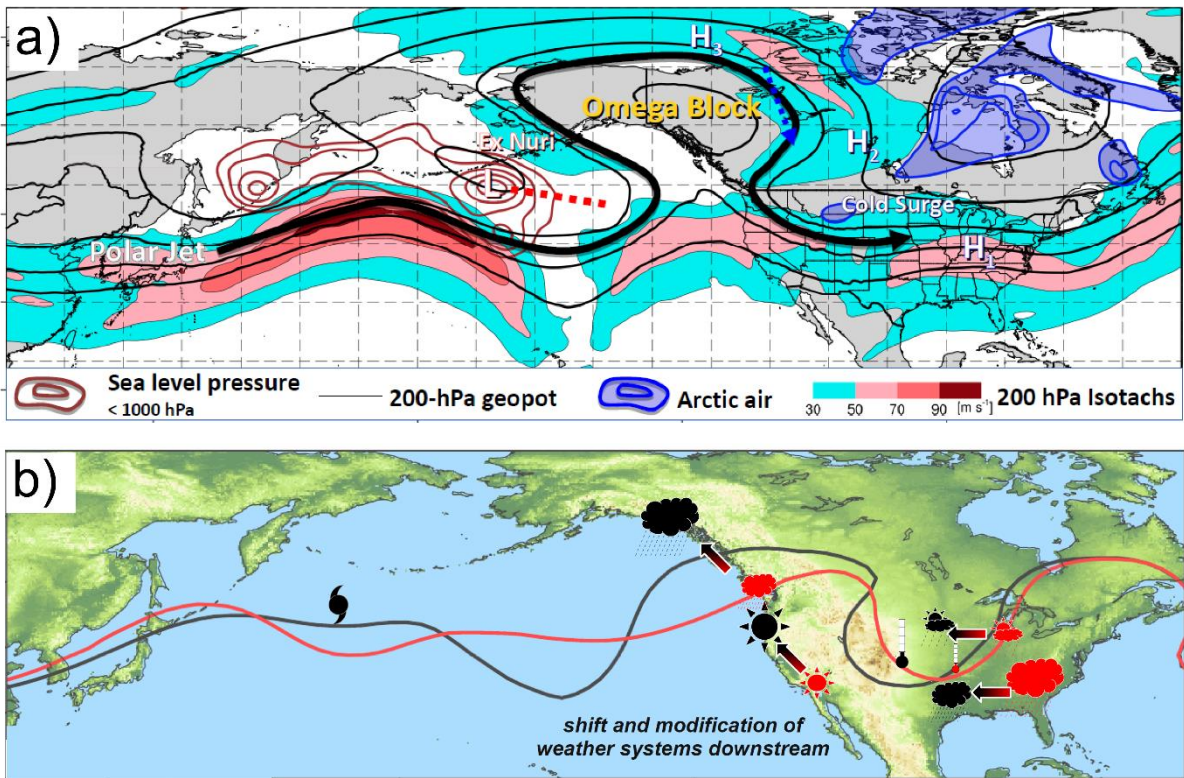 a)
H3
Omega Block
Ex Nuri
H2
L
Cold Surge
Polar Jet
H1
Sea level pressure
< 1000 hPa
200-hPa geopot
Arctic air
30 50 70 90 [m s-1]
200 hPa Isotachs
b)
shift and modification of
weather systems downstream